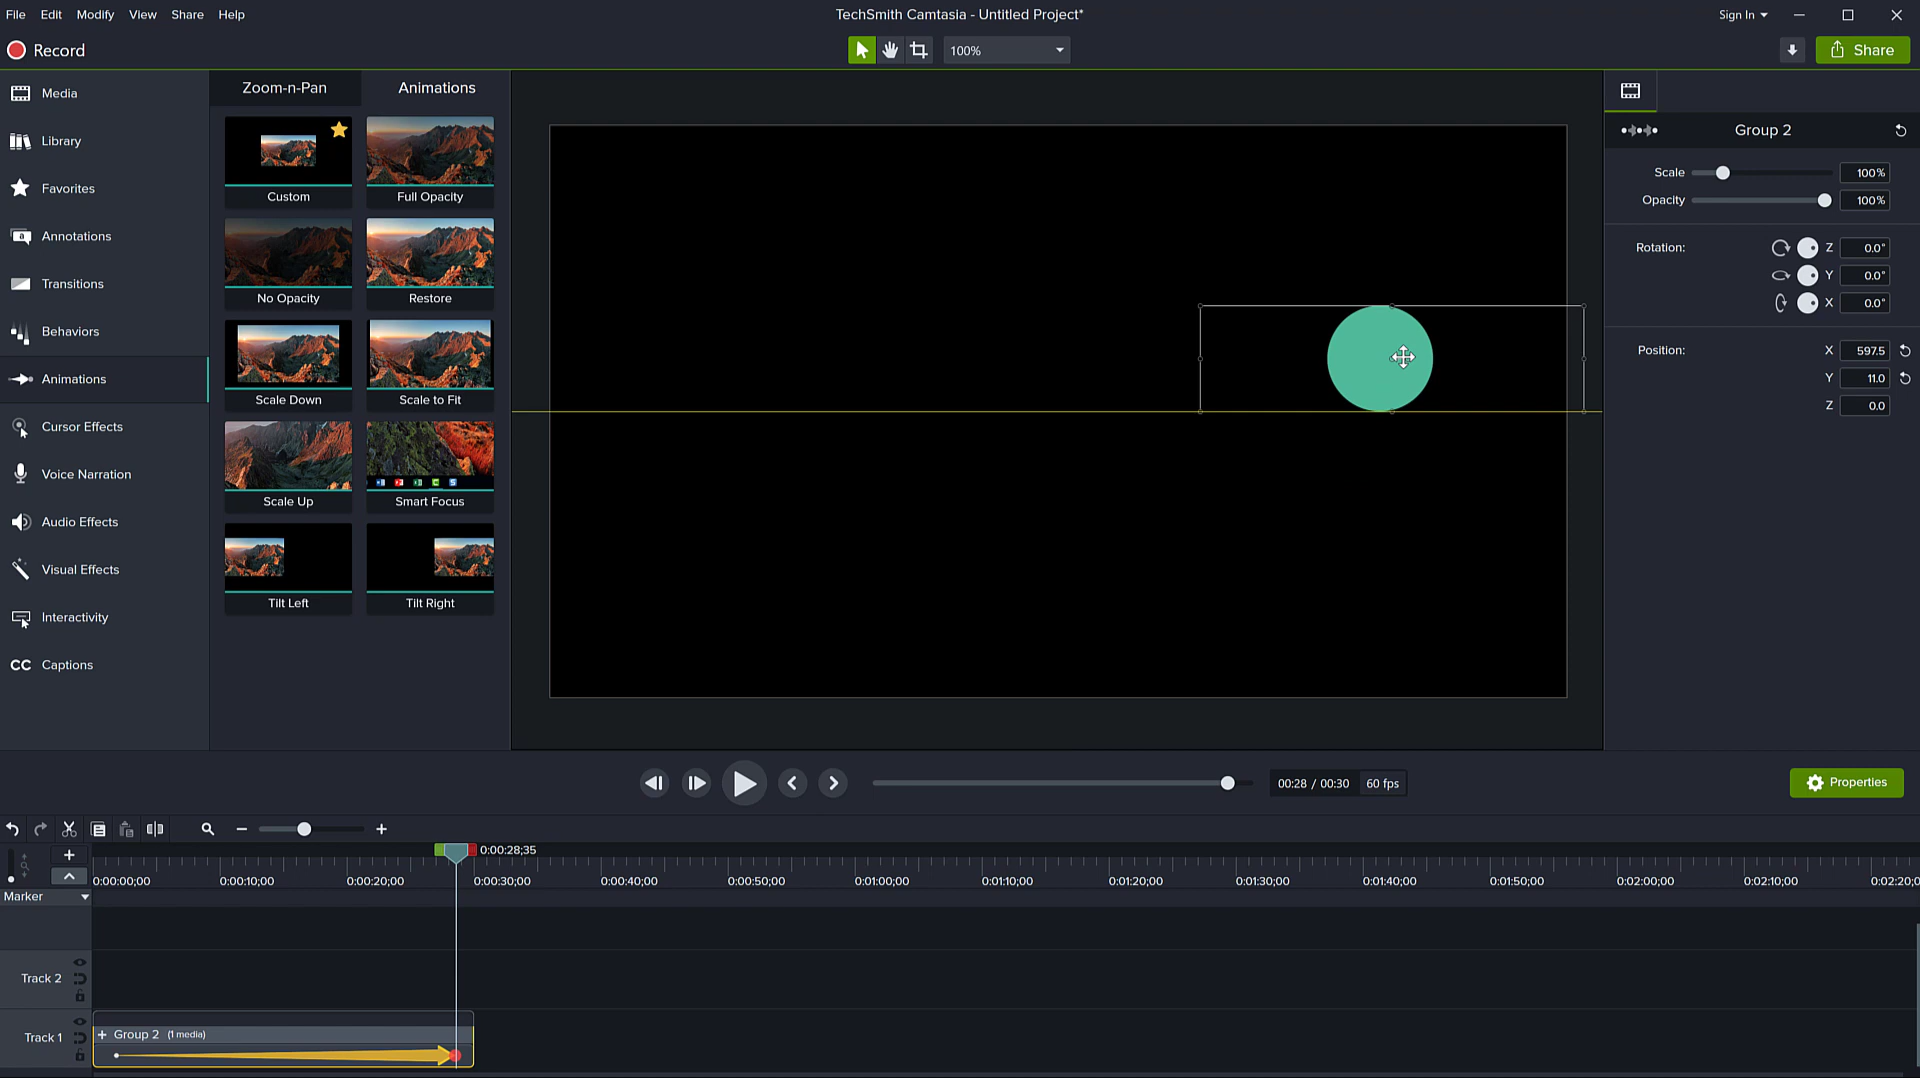 File Edit Modify View Share Help
TechSmith Camtasia - Untitled Project*
Sign In
Record
100%
Share
Media
Library
Favorites
Annotations
Transitions
Behaviors
Animations
Cursor Effects
Voice Narration
Audio Effects
Visual Effects
Interactivity
CC Captions
Zoom-n-Pan Animations
Custom Full Opacity
No Opacity Restore
Scale Down Scale to Fit
Scale Up Smart Focus
Tilt Left Tilt Right
Group 2
Scale 100%
Opacity 100%
Rotation: Z 0.0°
Y 0.0°
X 0.0°
Position: X 597.5
Y 11.0
Z 0.0
00:28 / 00:30 60 fps
Properties
0:00:28;35
0:00:00;00 0:00:10;00 0:00:20;00 0:00:30;00 0:00:40;00 0:00:50;00 0:01:00;00 0:01:10;00 0:01:20;00 0:01:30;00 0:01:40;00 0:01:50;00 0:02:00;00 0:02:10;00 0:02:20;0
Marker
Track 2
Track 1
+ Group 2 (1 media)